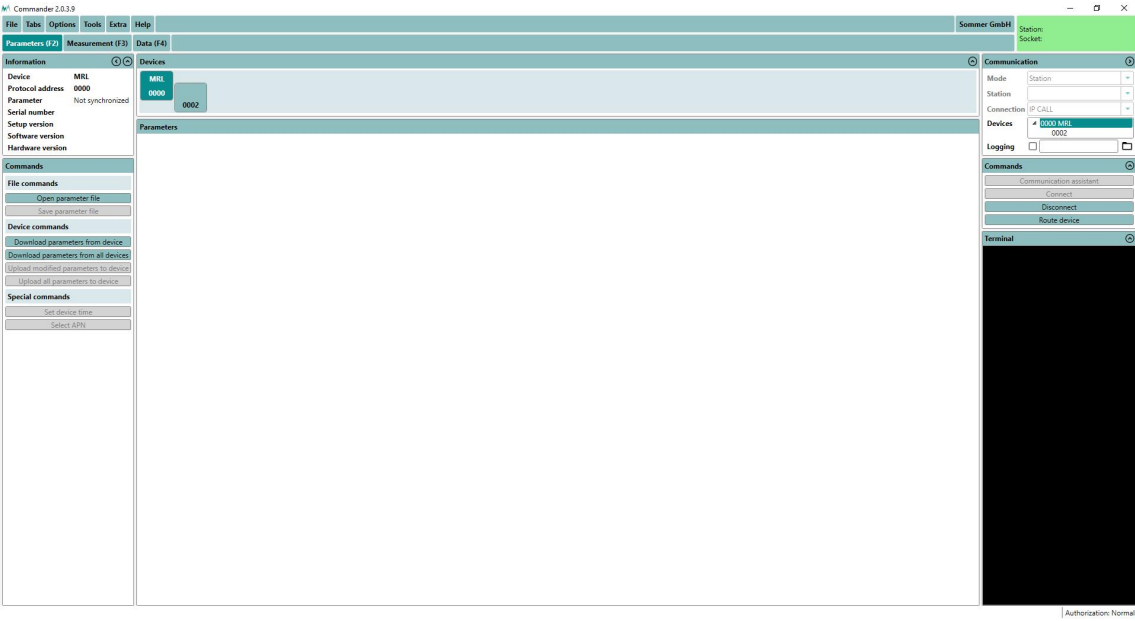 Commander 2.0.3.9
File Tabs Options Tools Extra Help Sommer GmbH
Station:
Socket:
Parameters (F2) Measurement (F3) Data (F4)
Information
Device MRL
Protocol address 0000
Parameter Not synchronized
Serial number
Setup version
Software version
Hardware version
Commands
File commands
Open parameter file
Save parameter file
Device commands
Download parameters from device
Download parameters from all devices
Upload modified parameters to device
Upload all parameters to device
Special commands
Set device time
Select APN
Devices
MRL
0000
0002
Parameters
Communication
Mode Station
Station
Connection IP CALL
Devices 0000 MRL
0002
Logging
Commands
Communication assistant
Connect
Disconnect
Route device
Terminal
Authorization: Normal